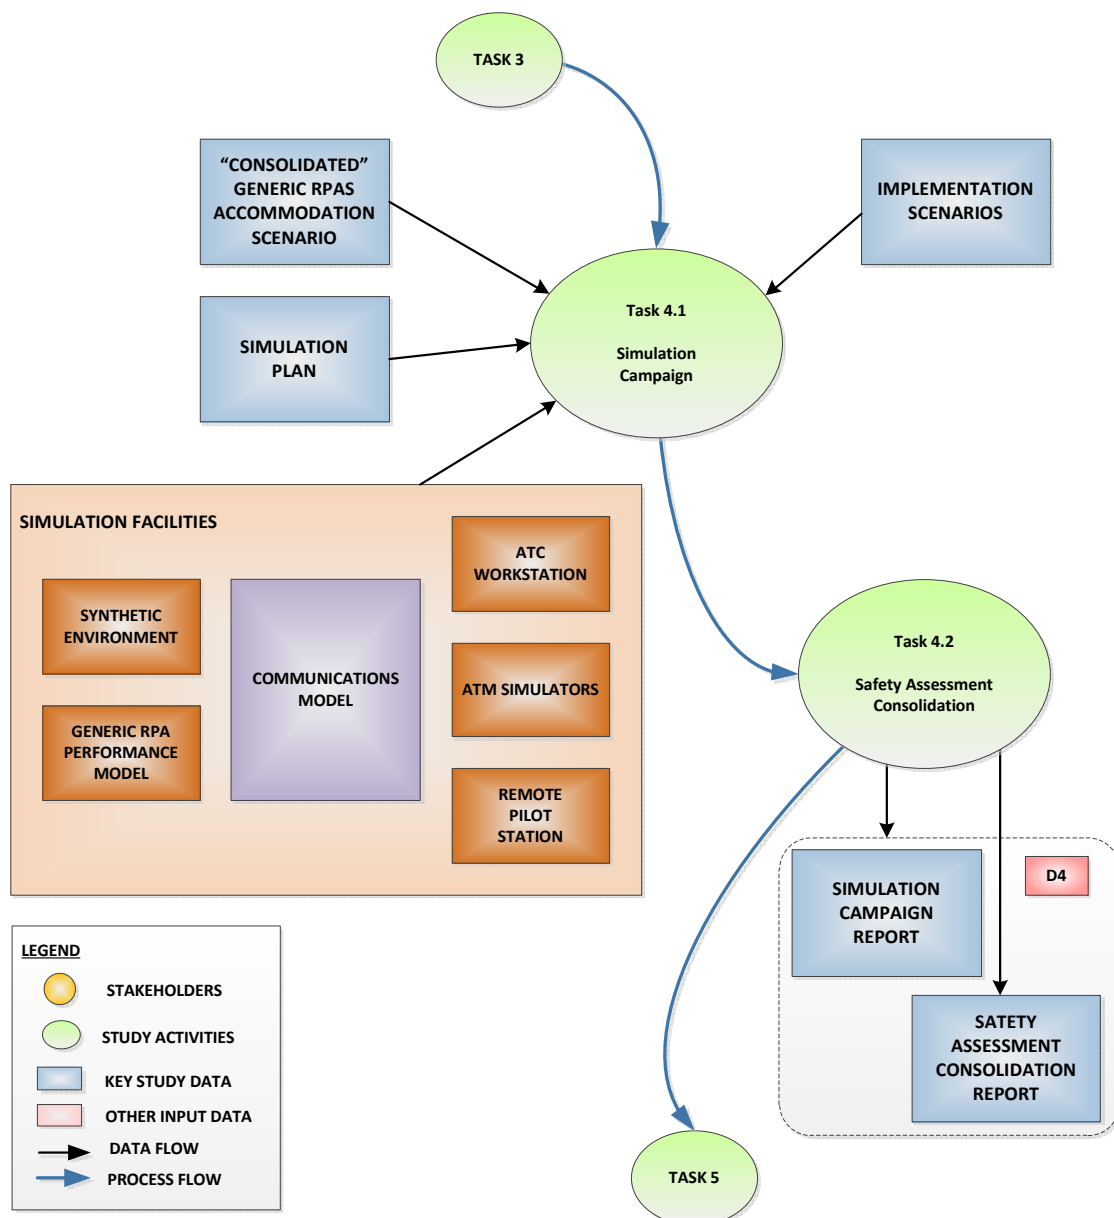 TASK 3
“CONSOLIDATED”
GENERIC RPAS
ACCOMMODATION
SCENARIO
IMPLEMENTATION
SCENARIOS
Task 4.1
Simulation
Campaign
SIMULATION
PLAN
SIMULATION FACILITIES
ATC
WORKSTATION
SYNTHETIC
ENVIRONMENT
COMMUNICATIONS
MODEL
ATM SIMULATORS
GENERIC RPA
PERFORMANCE
MODEL
REMOTE
PILOT
STATION
Task 4.2
Safety Assessment
Consolidation
SIMULATION
CAMPAIGN
REPORT
D4
SATETY
ASSESSMENT
CONSOLIDATION
REPORT
LEGEND
STAKEHOLDERS
STUDY ACTIVITIES
KEY STUDY DATA
OTHER INPUT DATA
DATA FLOW
PROCESS FLOW
TASK 5